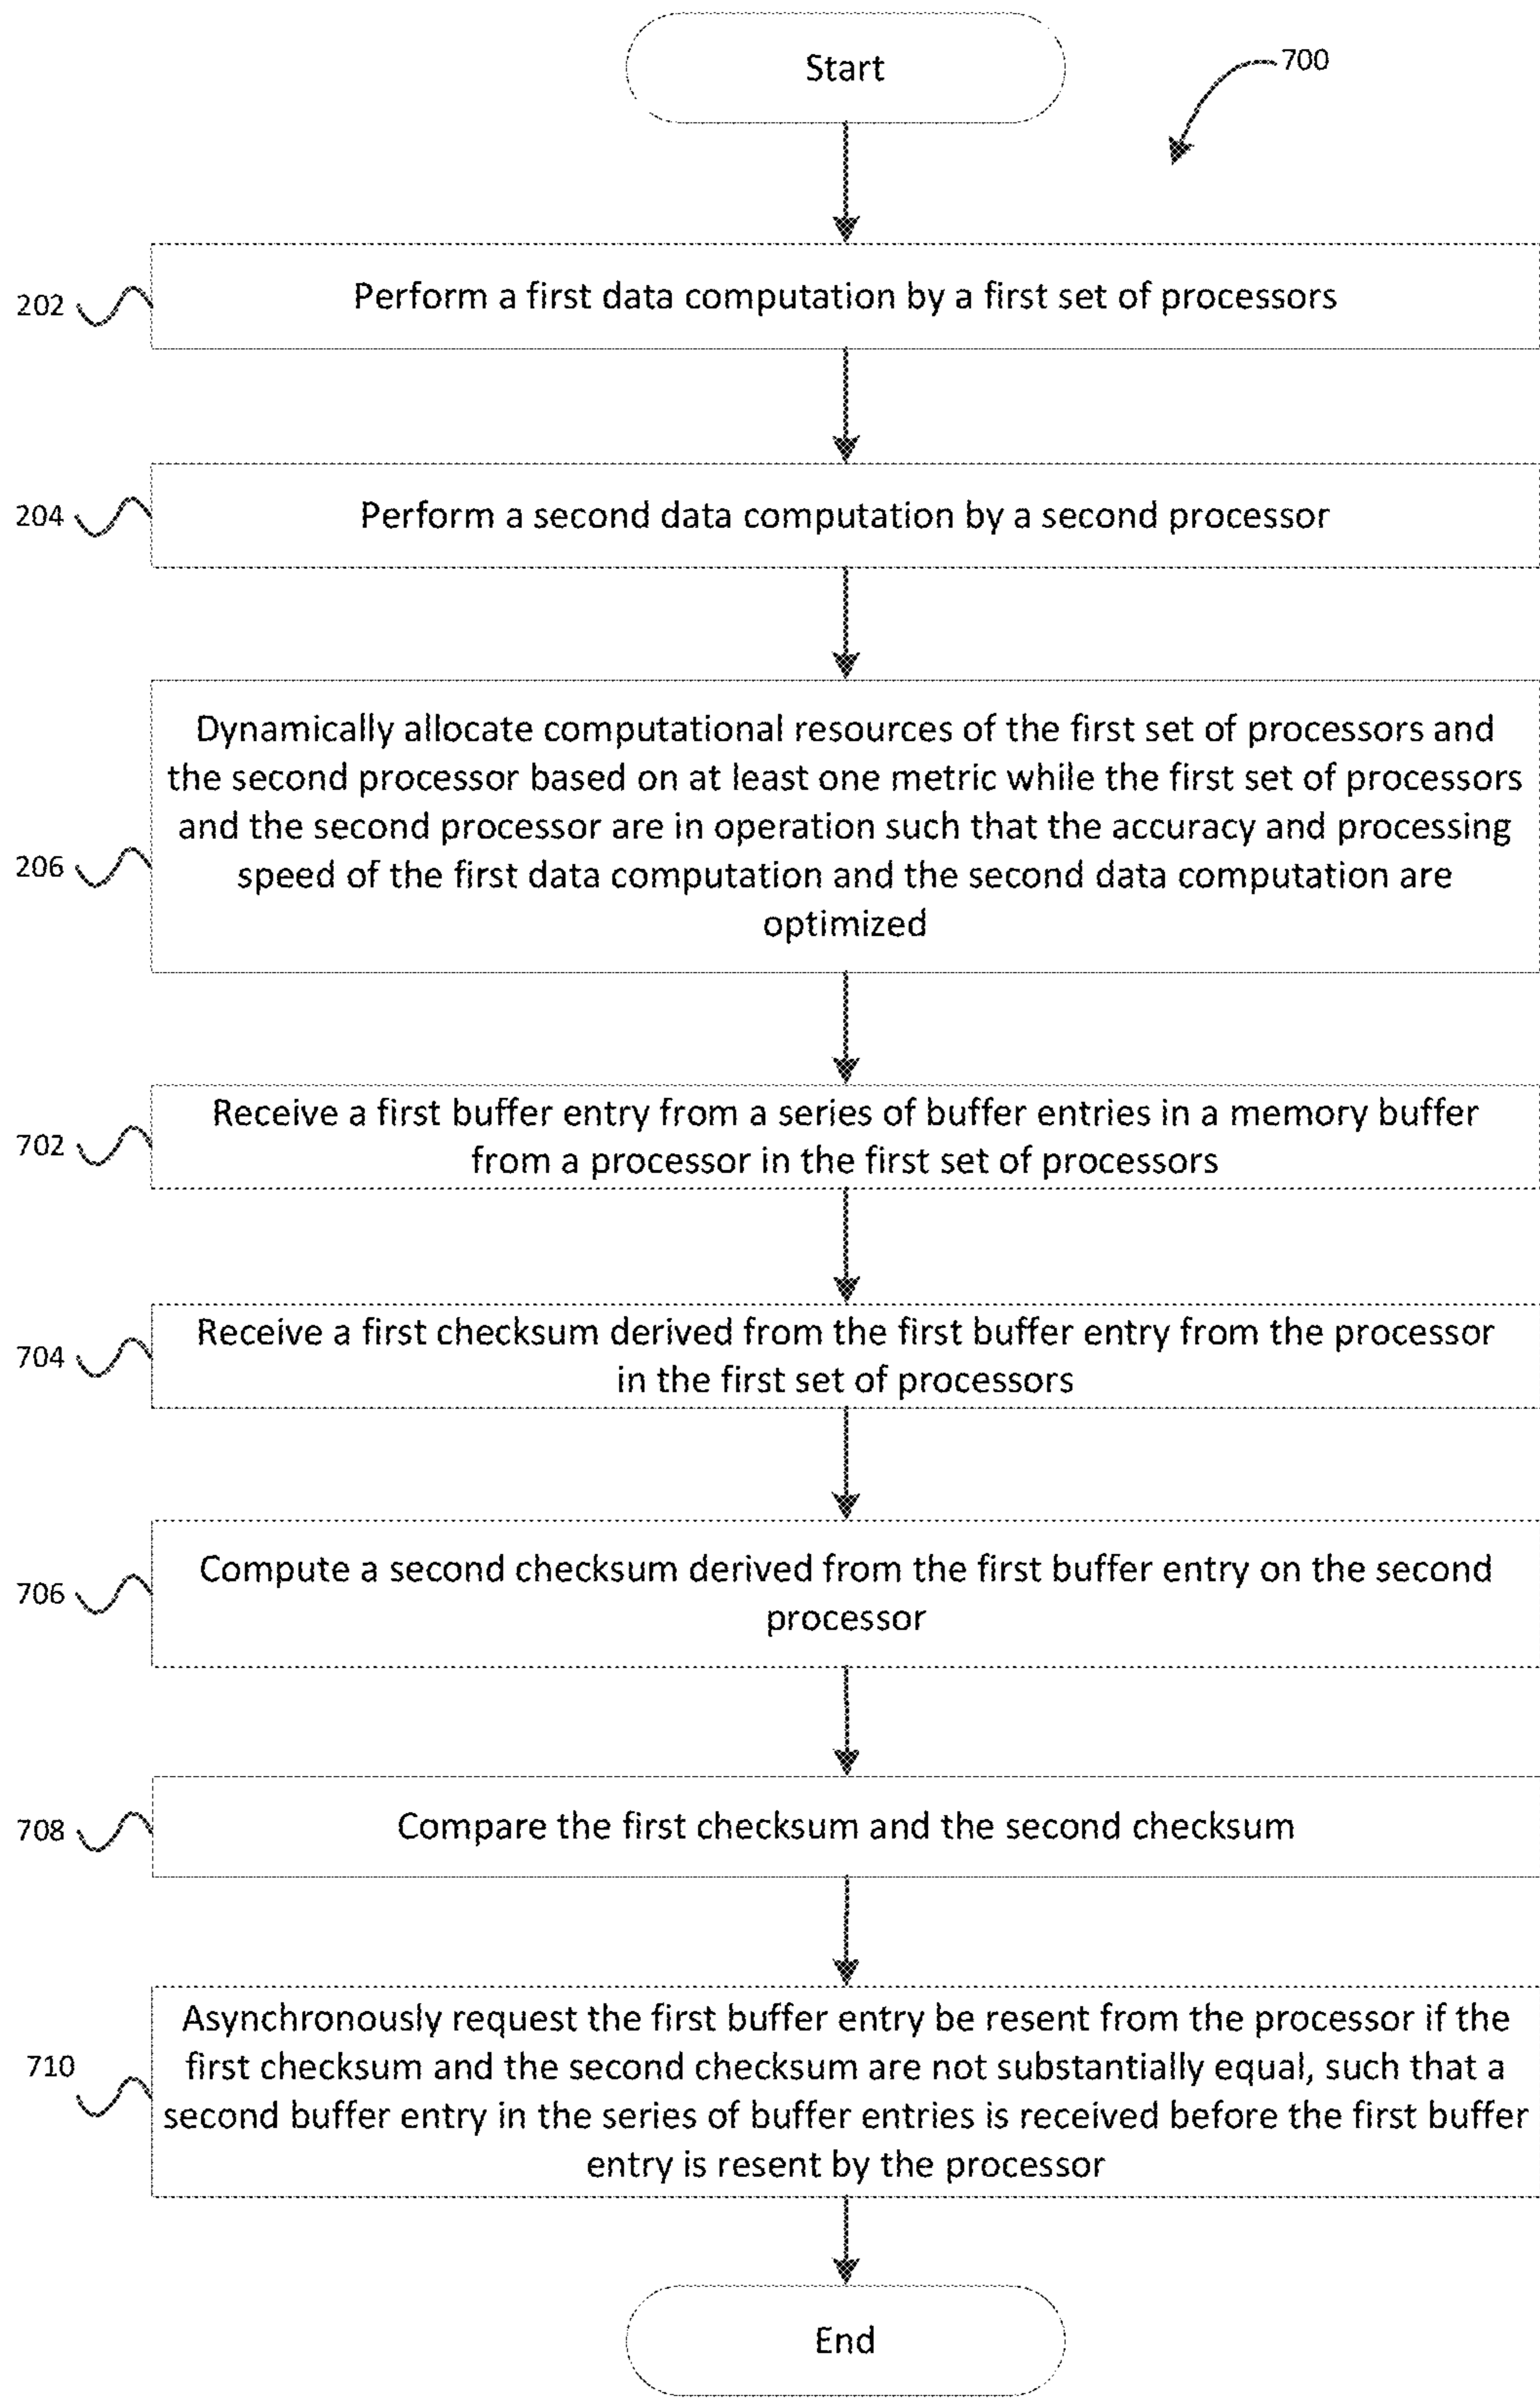 Start
700
202
Perform a first data computation by a first set of processors
204
Perform a second data computation by a second processor
206
Dynamically allocate computational resources of the first set of processors and
the second processor based on at least one metric while the first set of processors
and the second processor are in operation such that the accuracy and processing
speed of the first data computation and the second data computation are
optimized
702
Receive a first buffer entry from a series of buffer entries in a memory buffer
from a processor in the first set of processors
704
Receive a first checksum derived from the first buffer entry from the processor
in the first set of processors
706
Compute a second checksum derived from the first buffer entry on the second
processor
708
Compare the first checksum and the second checksum
710
Asynchronously request the first buffer entry be resent from the processor if the
first checksum and the second checksum are not substantially equal, such that a
second buffer entry in the series of buffer entries is received before the first buffer
entry is resent by the processor
End